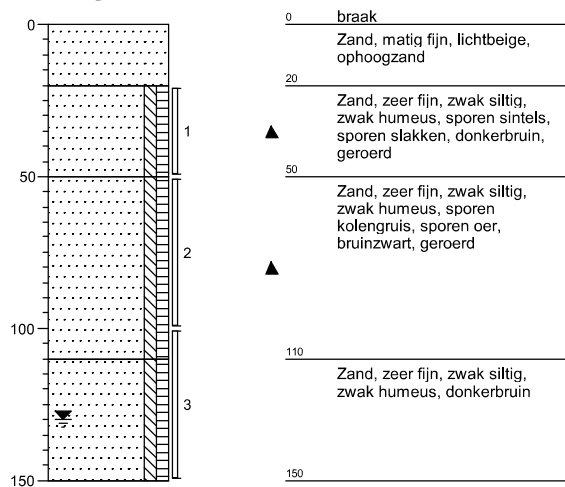 0
50
100
150
1
2
3
0
braak
Zand, matig fijn, lichtbeige,
ophoogzand
20
Zand, zeer fijn, zwak siltig,
zwak humeus, sporen sintels,
sporen slakken, donkerbruin,
geroerd
50
Zand, zeer fijn, zwak siltig,
zwak humeus, sporen
kolengruis, sporen oer,
bruinzwart, geroerd
110
Zand, zeer fijn, zwak siltig,
zwak humeus, donkerbruin
150